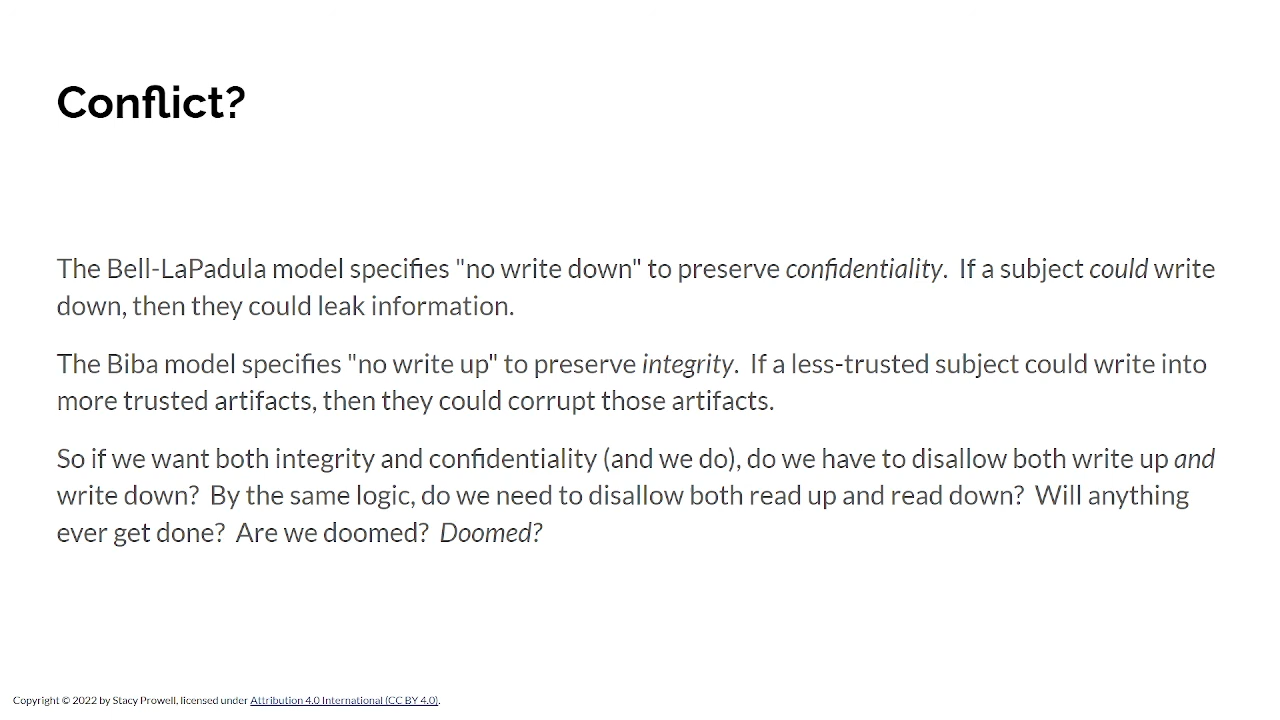 Conflict?
The Bell-LaPadula model specifies "no write down" to preserve confidentiality.  If a subject could write
down, then they could leak information.
The Biba model specifies "no write up" to preserve integrity.  If a less-trusted subject could write into
more trusted artifacts, then they could corrupt those artifacts.
So if we want both integrity and confidentiality (and we do), do we have to disallow both write up and
write down?  By the same logic, do we need to disallow both read up and read down?  Will anything
ever get done?  Are we doomed?  Doomed?
Copyright © 2022 by Stacy Prowell, licensed under Attribution 4.0 International (CC BY 4.0).